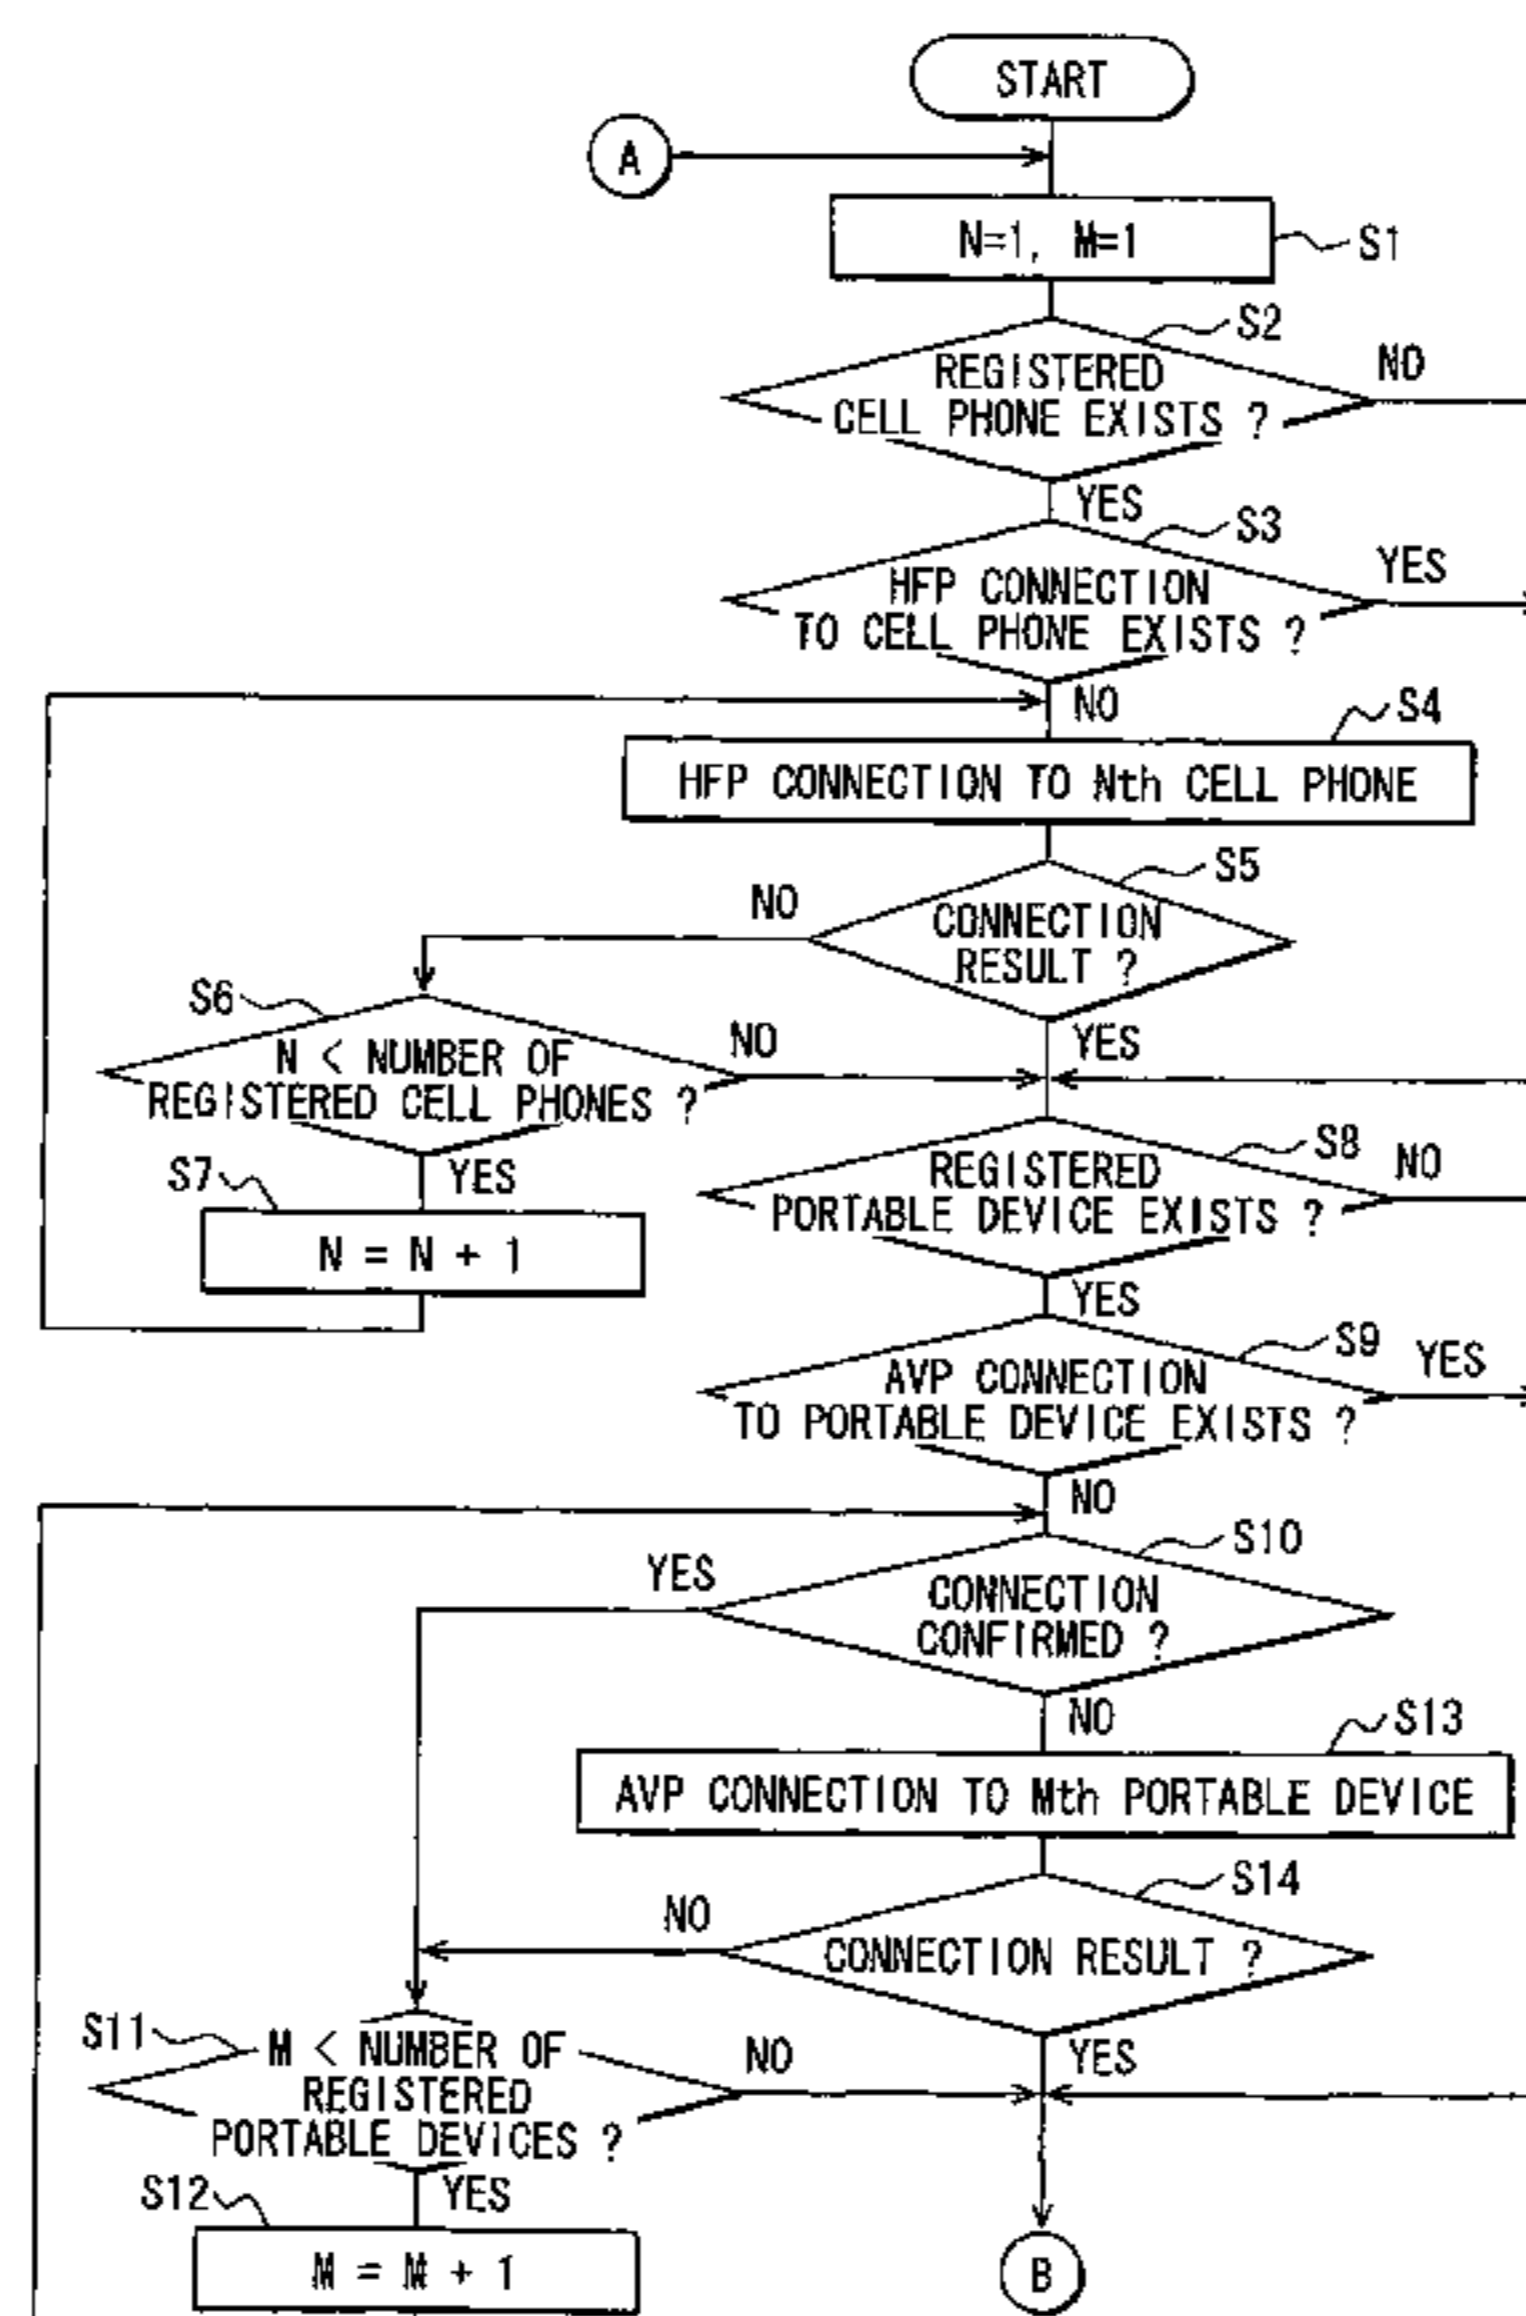 START
A
N=1, M=1
S1
S2
REGISTERED
CELL PHONE EXISTS ?
NO
YES
S3
HFP CONNECTION
TO CELL PHONE EXISTS ?
YES
NO
S4
HFP CONNECTION TO Nth CELL PHONE
S5
CONNECTION
RESULT ?
NO
YES
S6
N < NUMBER OF
REGISTERED CELL PHONES ?
NO
YES
S7
N = N + 1
S8
REGISTERED
PORTABLE DEVICE EXISTS ?
NO
YES
S9
AVP CONNECTION
TO PORTABLE DEVICE EXISTS ?
YES
NO
S10
CONNECTION
CONFIRMED ?
YES
NO
S13
AVP CONNECTION TO Mth PORTABLE DEVICE
S14
CONNECTION RESULT ?
NO
YES
S11
M < NUMBER OF
REGISTERED
PORTABLE DEVICES ?
NO
YES
S12
M = M + 1
B